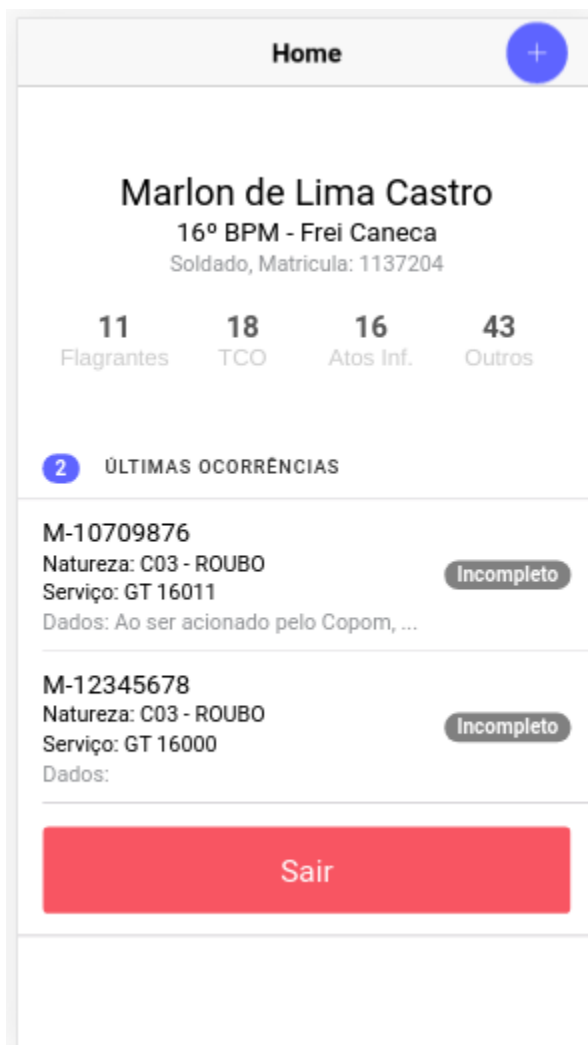 Home
+
Marlon de Lima Castro
16º BPM - Frei Caneca
Soldado, Matricula: 1137204
11 18 16 43
Flagrantes TCO Atos Inf. Outros
2 ÚLTIMAS OCORRÊNCIAS
M-10709876
Natureza: C03 - ROUBO
Incompleto
Serviço: GT 16011
Dados: Ao ser acionado pelo Copom, ...
M-12345678
Natureza: C03 - ROUBO
Incompleto
Serviço: GT 16000
Dados:
Sair